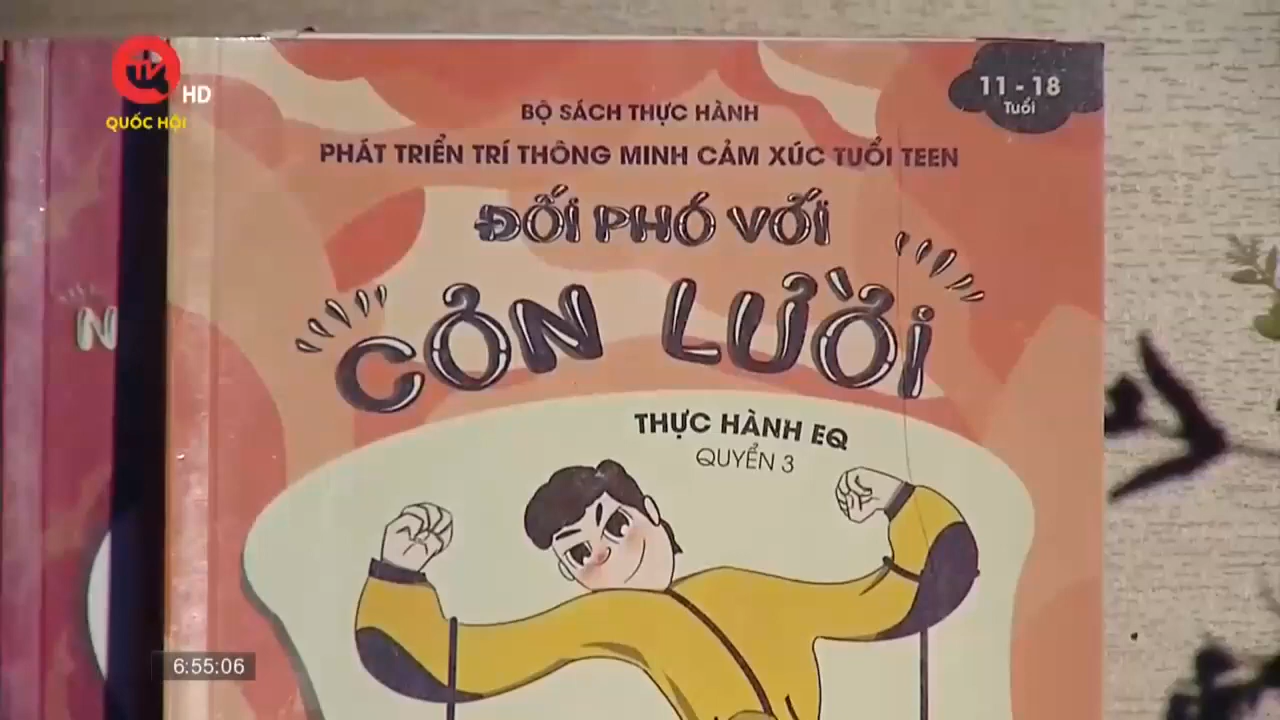 HD
QUỐC HỘI
11 - 18
Tuổi
BỘ SÁCH THỰC HÀNH
PHÁT TRIỂN TRÍ THÔNG MINH CẢM XÚC TUỔI TEEN
ĐỐI PHÓ VỚI
CƠN LƯỜI
THỰC HÀNH EQ
QUYỂN 3
N
6:55:06